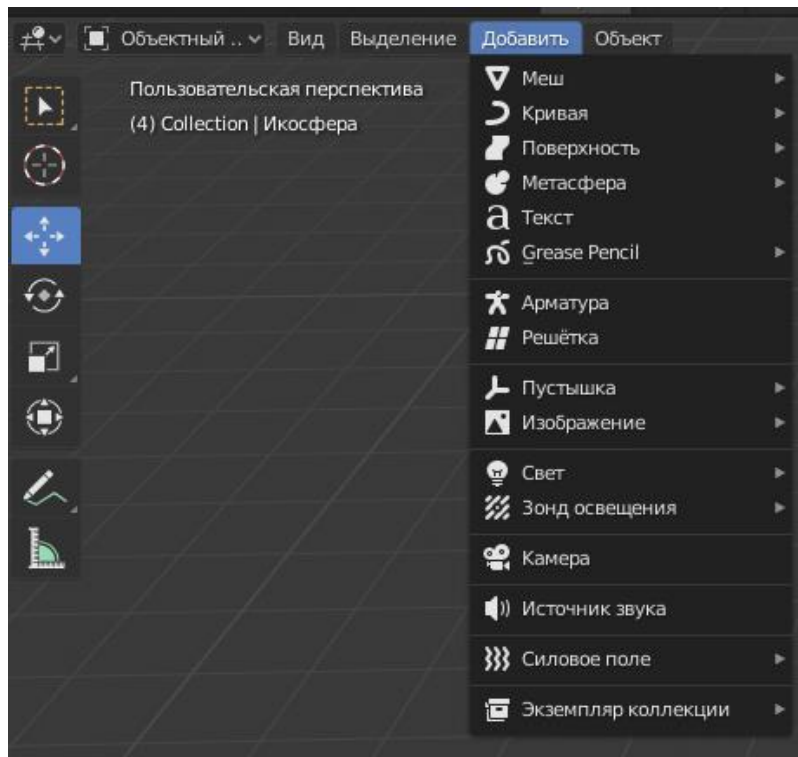 Объектный ..
Вид
Выделение
Добавить
Объект
Пользовательская перспектива
(4) Collection | Икосфера
Меш
Кривая
Поверхность
Метасфера
Текст
Grease Pencil
Арматура
Решётка
Пустышка
Изображение
Свет
Зонд освещения
Камера
Источник звука
Силовое поле
Экземпляр коллекции